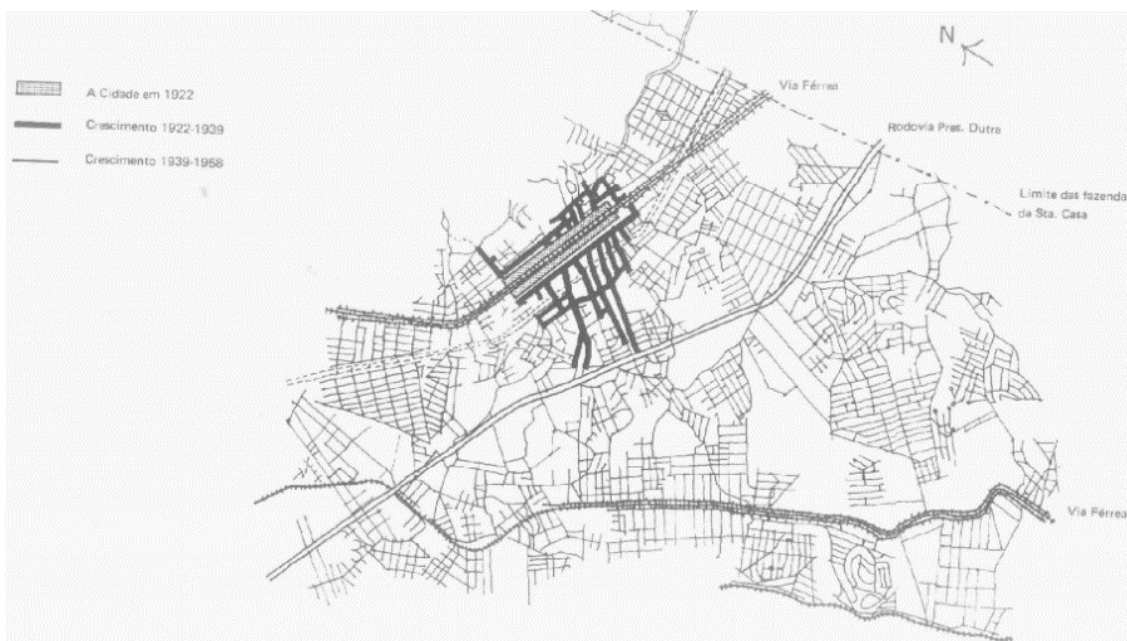 N
A Cidade em 1922
Crescimento 1922-1939
Crescimento 1939-1958
Via Férrea
Rodovia Pres. Dutra
Limite das fazenda
da Sta. Casa
Via Férrea